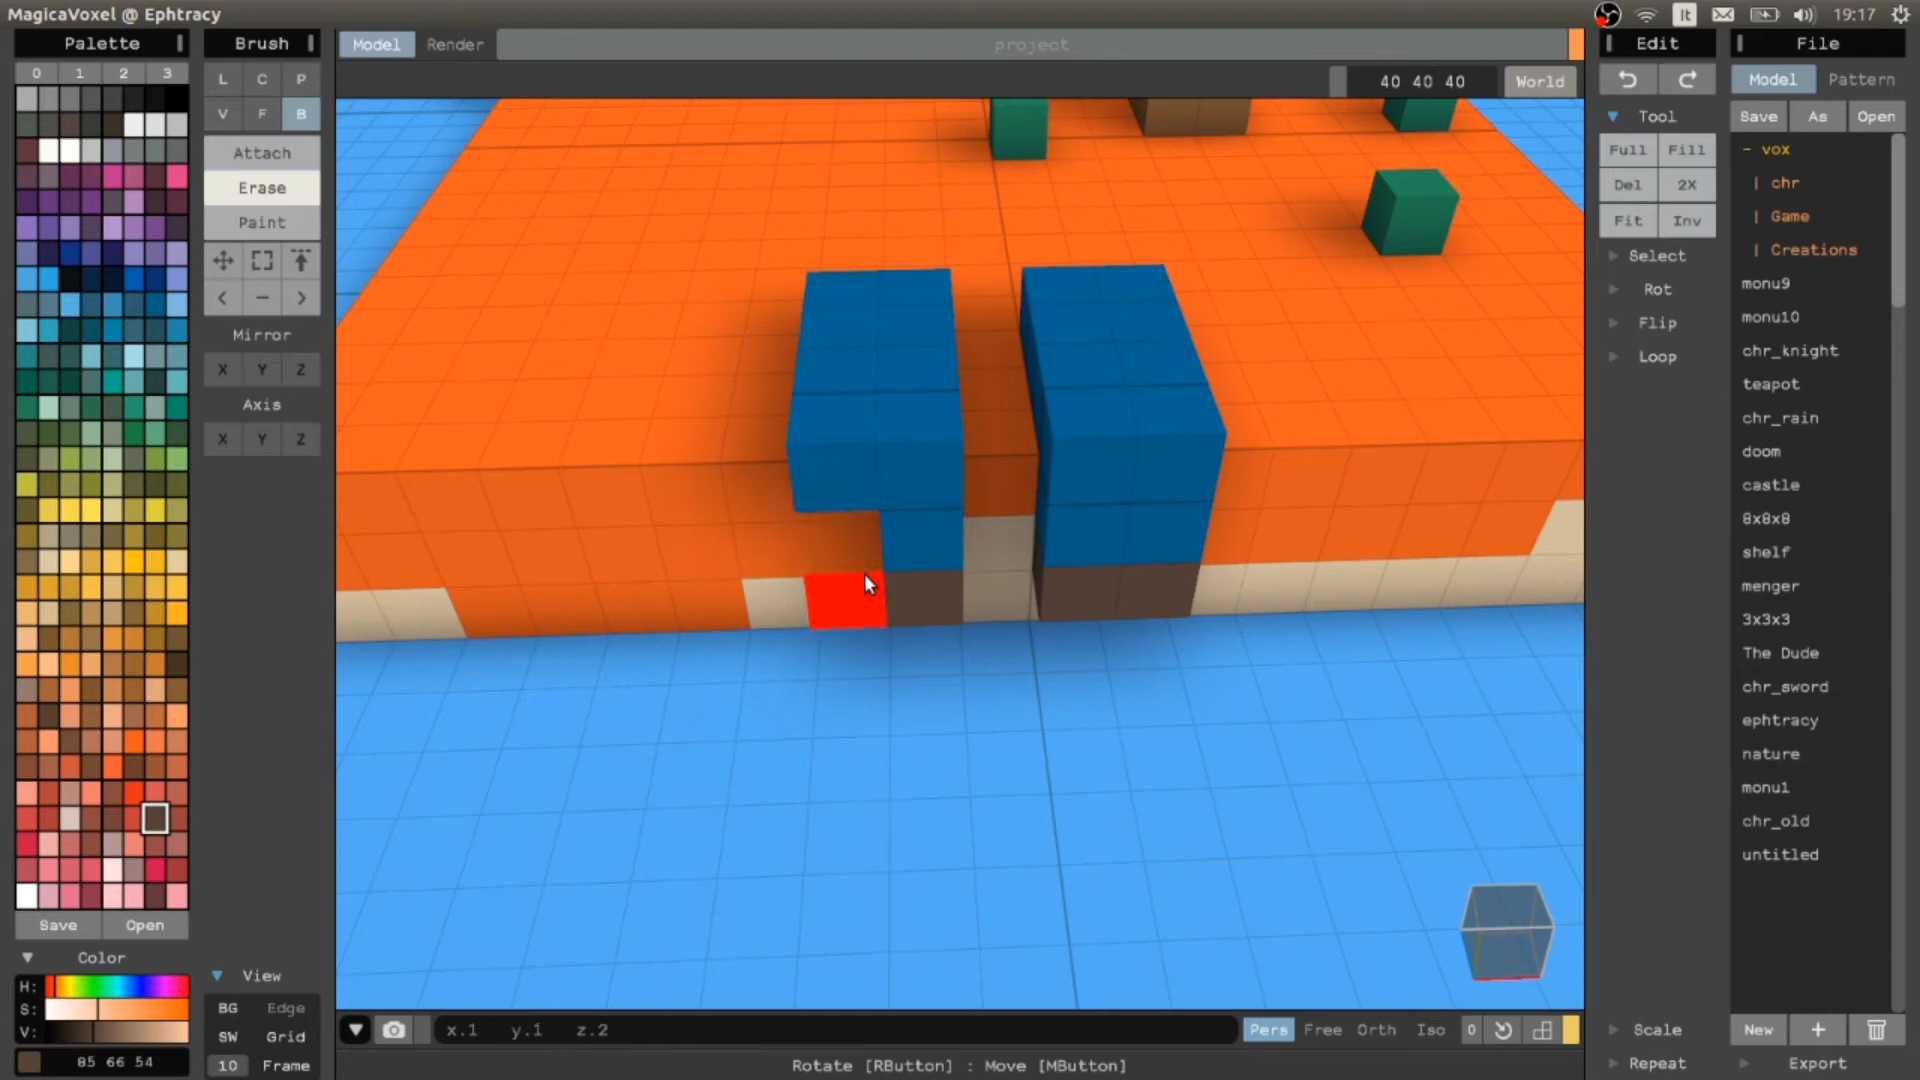 MagicaVoxel @ Ephtracy
lt
19:17
Palette
Brush
Model
Render
project
Edit
File
0
1
2
3
L
C
P
V
F
B
Attach
Erase
Paint
<
-
>
Mirror
X
Y
Z
Axis
X
Y
Z
40 40 40
World
Tool
Full
Fill
Del
2X
Fit
Inv
Select
Rot
Flip
Loop
Model
Pattern
Save
As
Open
- vox
| chr
| Game
| Creations
monu9
monu10
chr_knight
teapot
chr_rain
doom
castle
8x8x8
shelf
menger
3x3x3
The Dude
chr_sword
ephtracy
nature
monu1
chr_old
untitled
Save
Open
Color
H:
S:
V:
85 66 54
View
BG
Edge
SW
Grid
10
Frame
x.1
y.1
z.2
Pers
Free
Orth
Iso
0
Rotate [RButton] : Move [MButton]
Scale
Repeat
New
+
Export